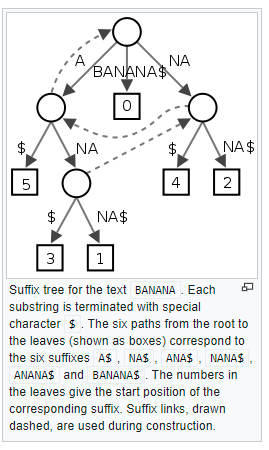 A
NA
BANANA$
0
$
NA
$
NA$
5
4
2
$
NA$
3
1
Suffix tree for the text BANANA . Each
substring is terminated with special
character $ . The six paths from the root to
the leaves (shown as boxes) correspond to
the six suffixes A$ , NA$ , ANA$ , NANA$ ,
ANANA$ and BANANA$ . The numbers in
the leaves give the start position of the
corresponding suffix. Suffix links, drawn
dashed, are used during construction.